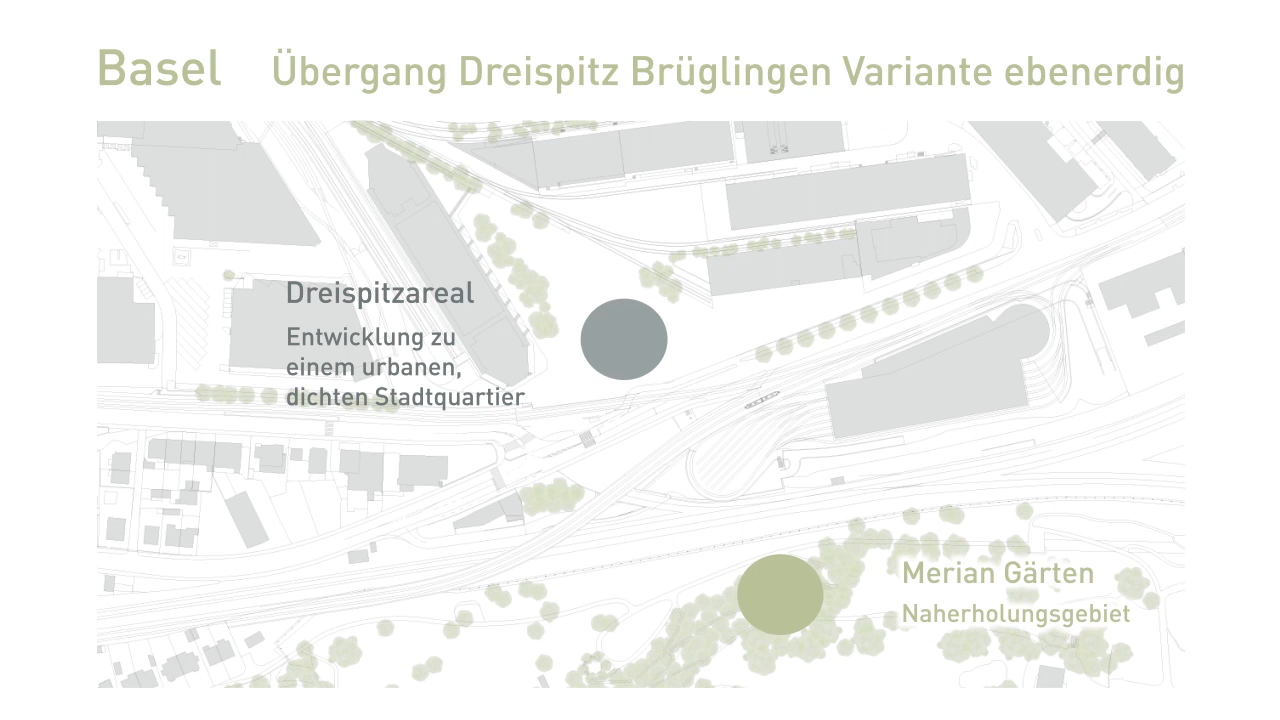 Basel Übergang Dreispitz Brüglingen Variante ebenerdig
Dreispitzareal
Entwicklung zu
einem urbanen,
dichten Stadtquartier
Merian Gärten
Naherholungsgebiet